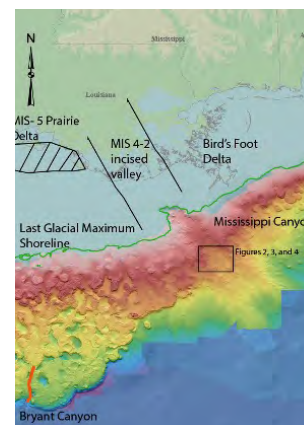 N
Mississippi
Louisiana
MIS- 5 Prairie
Delta
MIS 4-2
incised
valley
Bird's Foot
Delta
Last Glacial Maximum
Shoreline
Mississippi Canyo
Figures 2, 3, and 4
Bryant Canyon